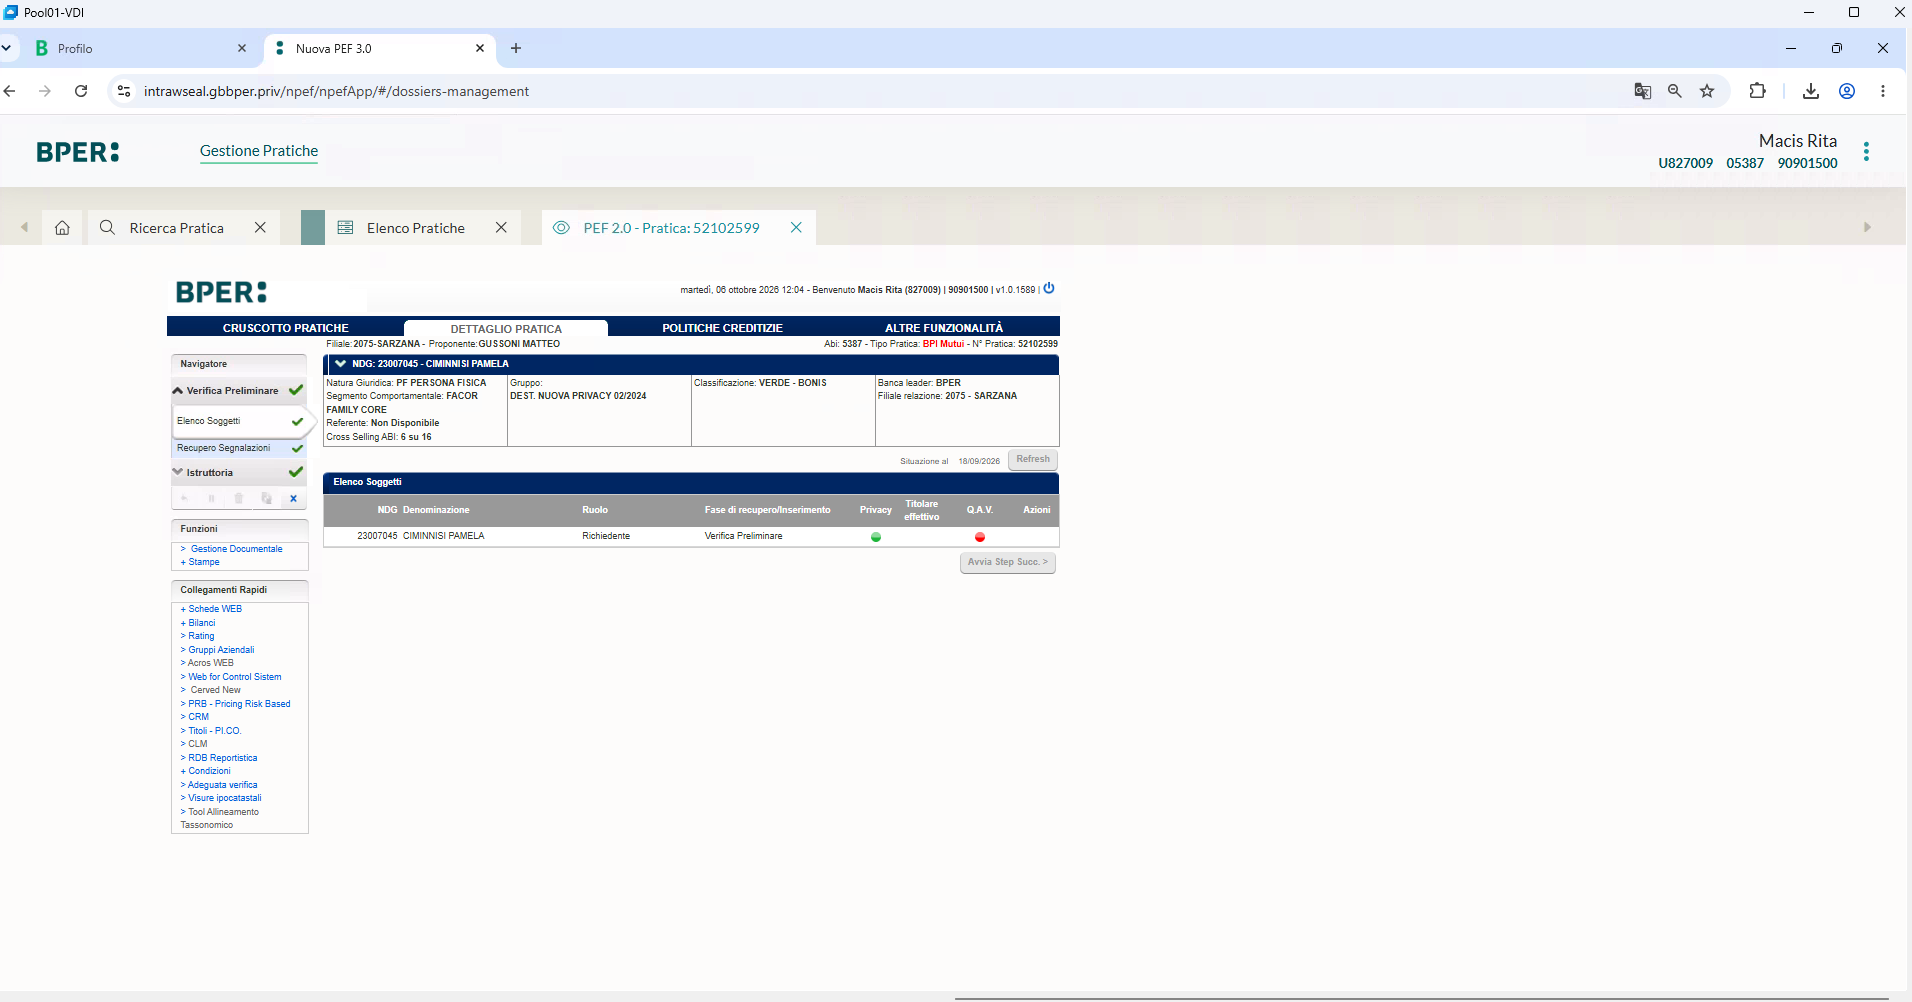 Pool01-VDI
Profilo
Nuova PEF 3.0
intrawseal.gbbper.priv/npef/npefApp/#/dossiers-management
BPER:
Gestione Pratiche
Macis Rita
U827009 05387 90901500
Ricerca Pratica
Elenco Pratiche
PEF 2.0 - Pratica: 52102599
BPER:
martedì, 06 ottobre 2026 12:04 - Benvenuto Macis Rita (827009) | 90901500 | v1.0.1589 |
CRUSCOTTO PRATICHE
DETTAGLIO PRATICA
POLITICHE CREDITIZIE
ALTRE FUNZIONALITÀ
Filiale: 2075-SARZANA - Proponente: GUSSONI MATTEO
Abi: 5387 - Tipo Pratica: BPI Mutui - N° Pratica: 52102599
Navigatore
Verifica Preliminare
Elenco Soggetti
Recupero Segnalazioni
Istruttoria
Funzioni
> Gestione Documentale
+ Stampe
Collegamenti Rapidi
+ Schede WEB
+ Bilanci
> Rating
> Gruppi Aziendali
> Acros WEB
> Web for Control Sistem
> Cerved New
> PRB - Pricing Risk Based
> CRM
> Titoli - PI.CO.
> CLM
> RDB Reportistica
+ Condizioni
> Adeguata verifica
> Visure ipocatastali
> Tool Allineamento
Tassonomico
NDG: 23007045 - CIMINNISI PAMELA
Natura Giuridica: PF PERSONA FISICA
Segmento Comportamentale: FACOR
FAMILY CORE
Referente: Non Disponibile
Cross Selling ABI: 6 su 16
Gruppo:
DEST. NUOVA PRIVACY 02/2024
Classificazione: VERDE - BONIS
Banca leader: BPER
Filiale relazione: 2075 - SARZANA
Situazione al 18/09/2026
Refresh
Elenco Soggetti
NDG Denominazione Ruolo Fase di recupero/Inserimento Privacy Titolare effettivo Q.A.V. Azioni
23007045 CIMINNISI PAMELA Richiedente Verifica Preliminare
Avvia Step Succ. >